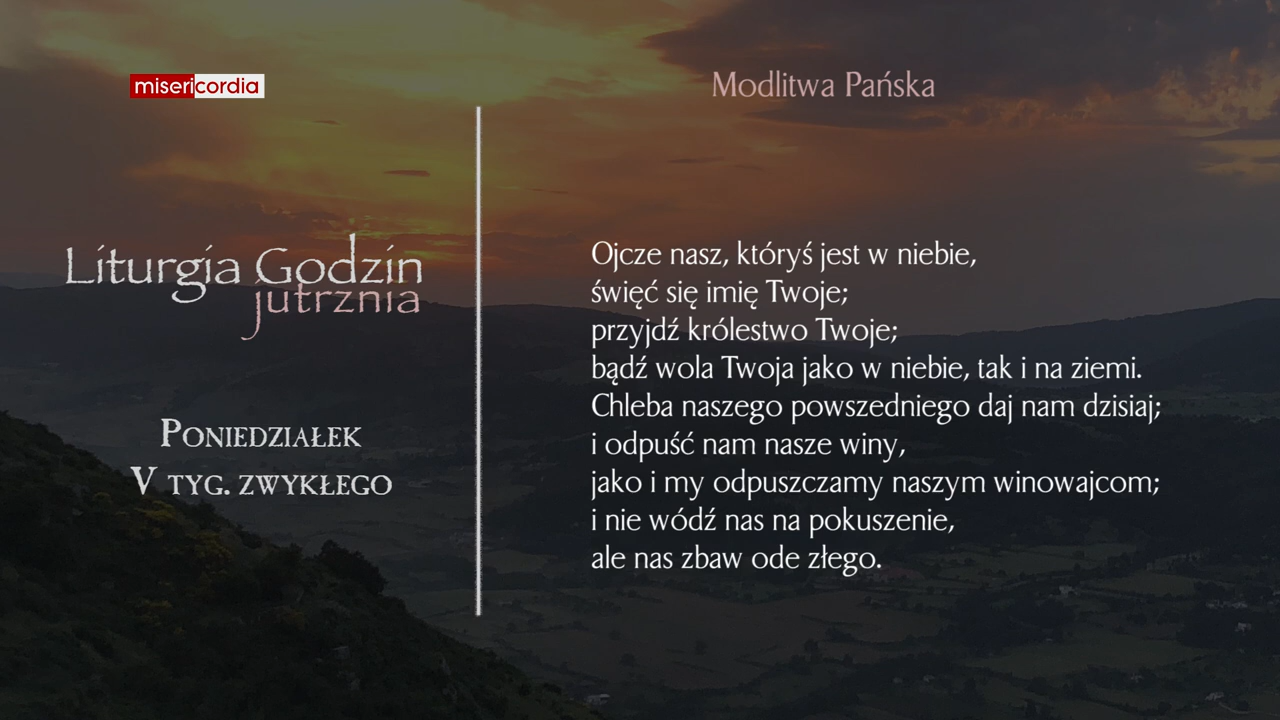 misericordia
Liturgia Godzin
jutrznia
Poniedziałek
V tyg. zwykłego
Modlitwa Pańska
Ojcze nasz, któryś jest w niebie,
święć się imię Twoje;
przyjdź królestwo Twoje;
bądź wola Twoja jako w niebie, tak i na ziemi.
Chleba naszego powszedniego daj nam dzisiaj;
i odpuść nam nasze winy,
jako i my odpuszczamy naszym winowajcom;
i nie wódź nas na pokuszenie,
ale nas zbaw ode złego.